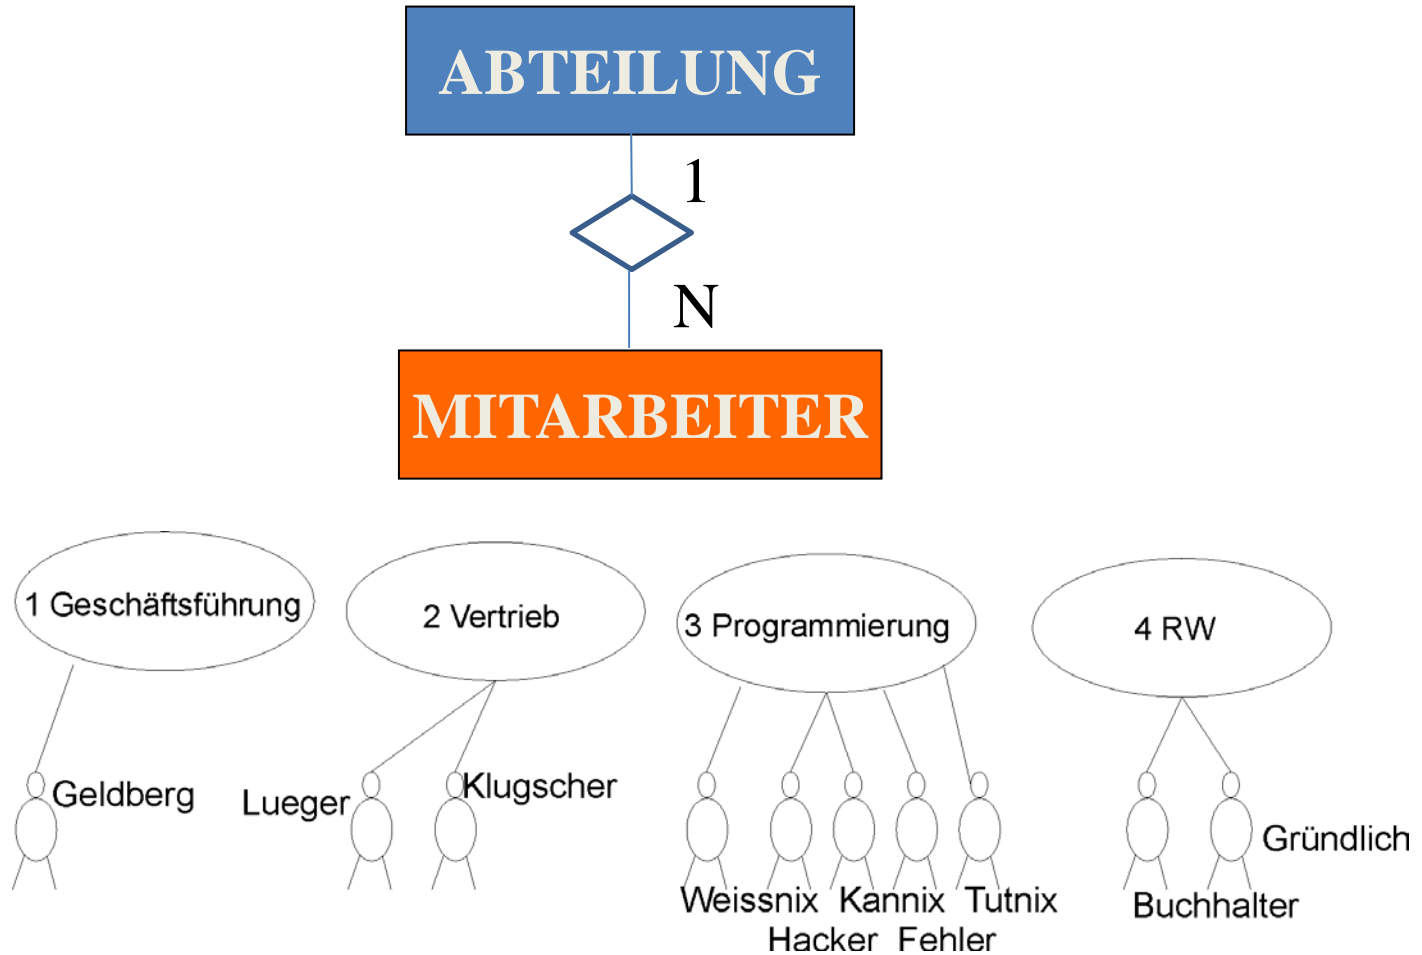 ABTEILUNG
1
N
MITARBEITER
1 Geschäftsführung
2 Vertrieb
3 Programmierung
4 RW
Geldberg
Lueger
Klugscher
Gründlich
Weissnix Kannix Tutnix
Buchhalter
Hacker Fehler